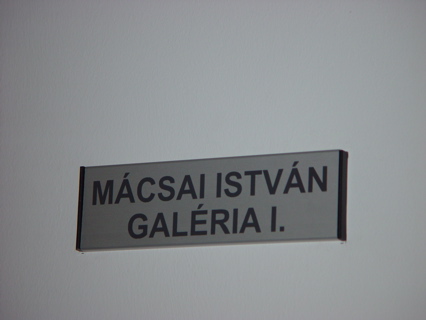 MÁCSAI ISTVÁN
GALÉRIA I.